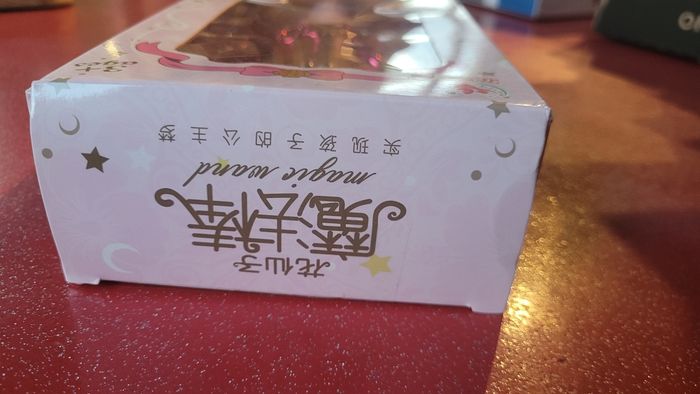 花仙子
魔法棒
magic wand
实现孩子的公主梦